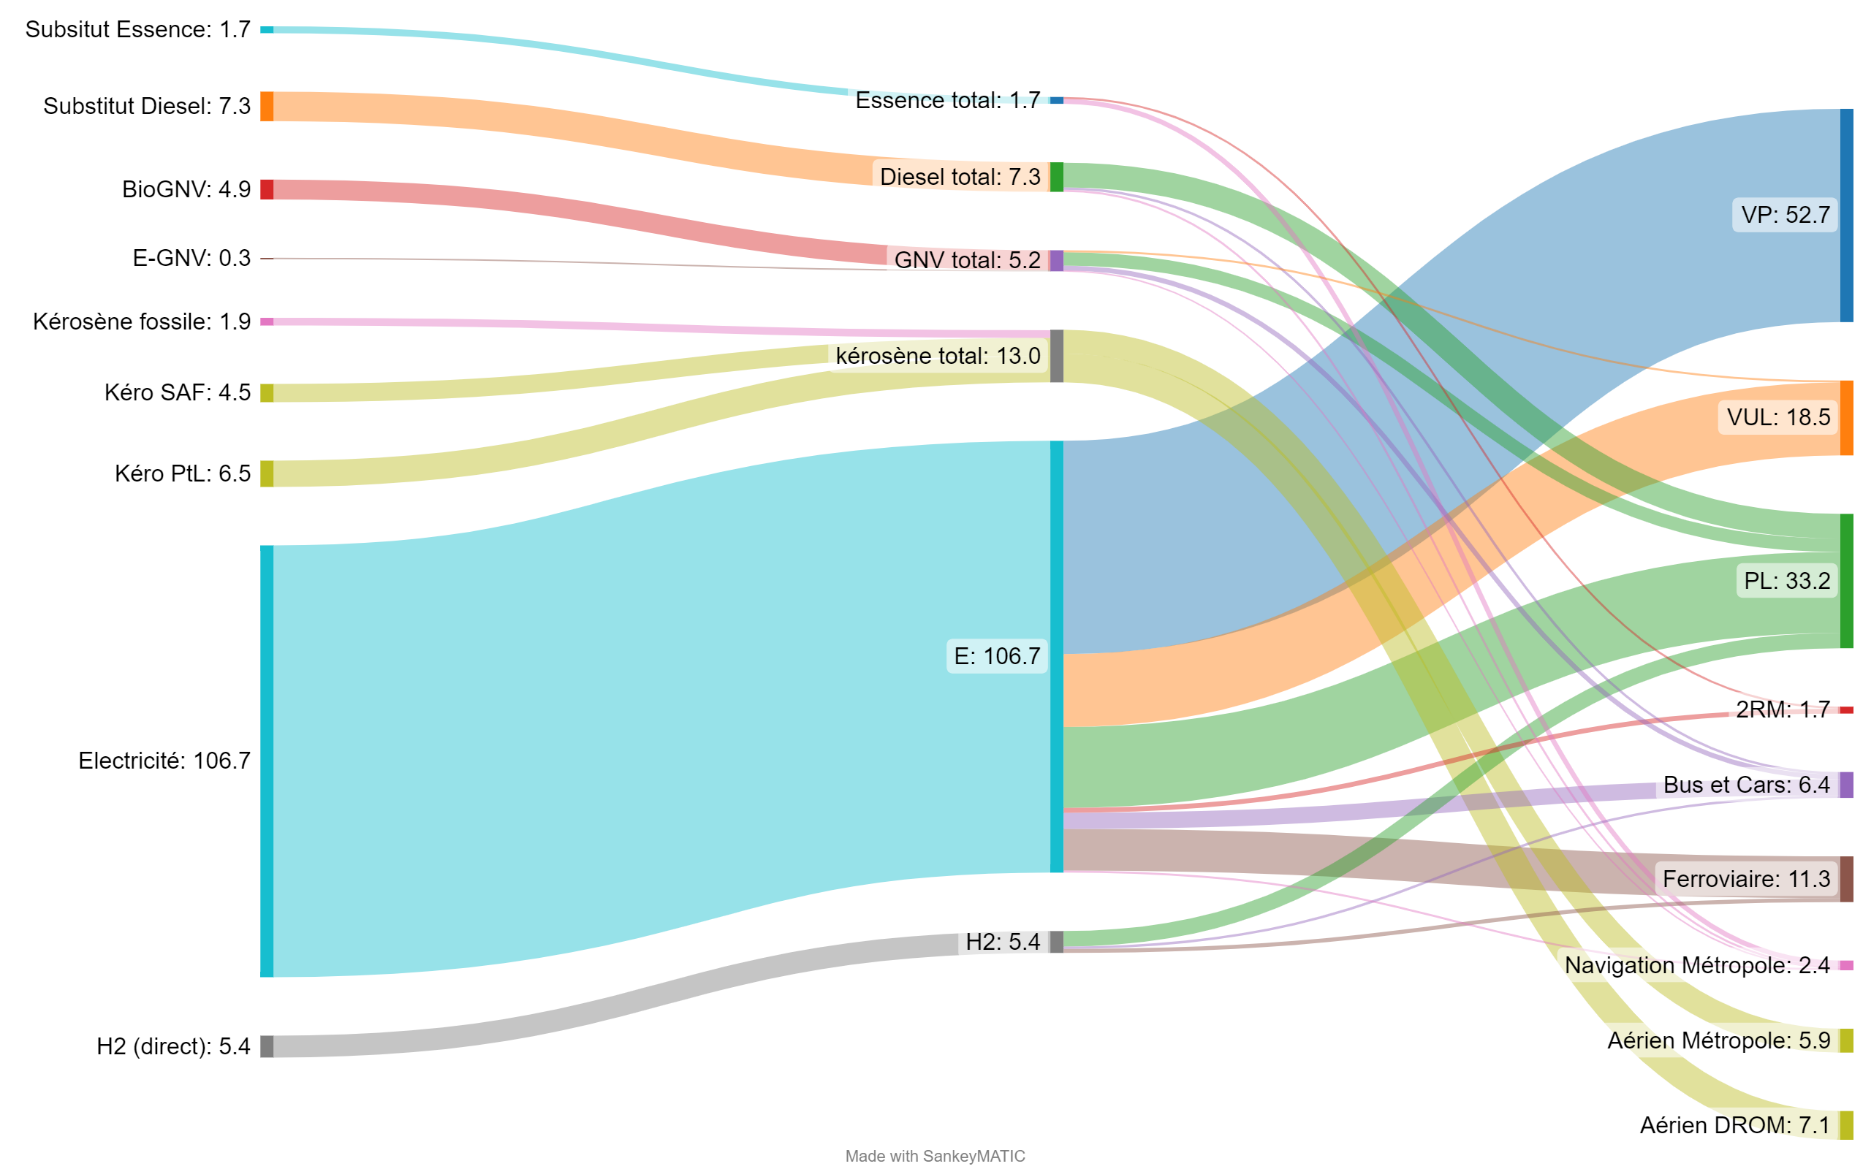 Subsitut Essence: 1.7
Substitut Diesel: 7.3
BioGNV: 4.9
E-GNV: 0.3
Kérosène fossile: 1.9
Kéro SAF: 4.5
Kéro PtL: 6.5
Electricité: 106.7
H2 (direct): 5.4
Essence total: 1.7
Diesel total: 7.3
GNV total: 5.2
kérosène total: 13.0
E: 106.7
H2: 5.4
VP: 52.7
VUL: 18.5
PL: 33.2
2RM: 1.7
Bus et Cars: 6.4
Ferroviaire: 11.3
Navigation Métropole: 2.4
Aérien Métropole: 5.9
Aérien DROM: 7.1
Made with SankeyMATIC